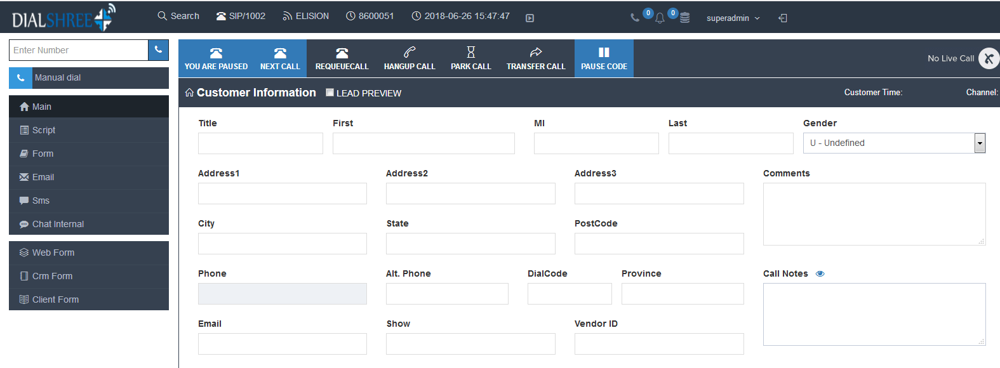 DIALSHREE Search SIP/1002 ELISION 8600051 2018-06-26 15:47:47 0 0 superadmin
Enter Number
Manual dial
Main
Script
Form
Email
Sms
Chat Internal
Web Form
Crm Form
Client Form
YOU ARE PAUSED NEXT CALL REQUEUECALL HANGUP CALL PARK CALL TRANSFER CALL PAUSE CODE No Live Call
Customer Information LEAD PREVIEW Customer Time: Channel:
Title First MI Last Gender
U - Undefined
Address1 Address2 Address3 Comments
City State PostCode
Phone Alt. Phone DialCode Province Call Notes
Email Show Vendor ID